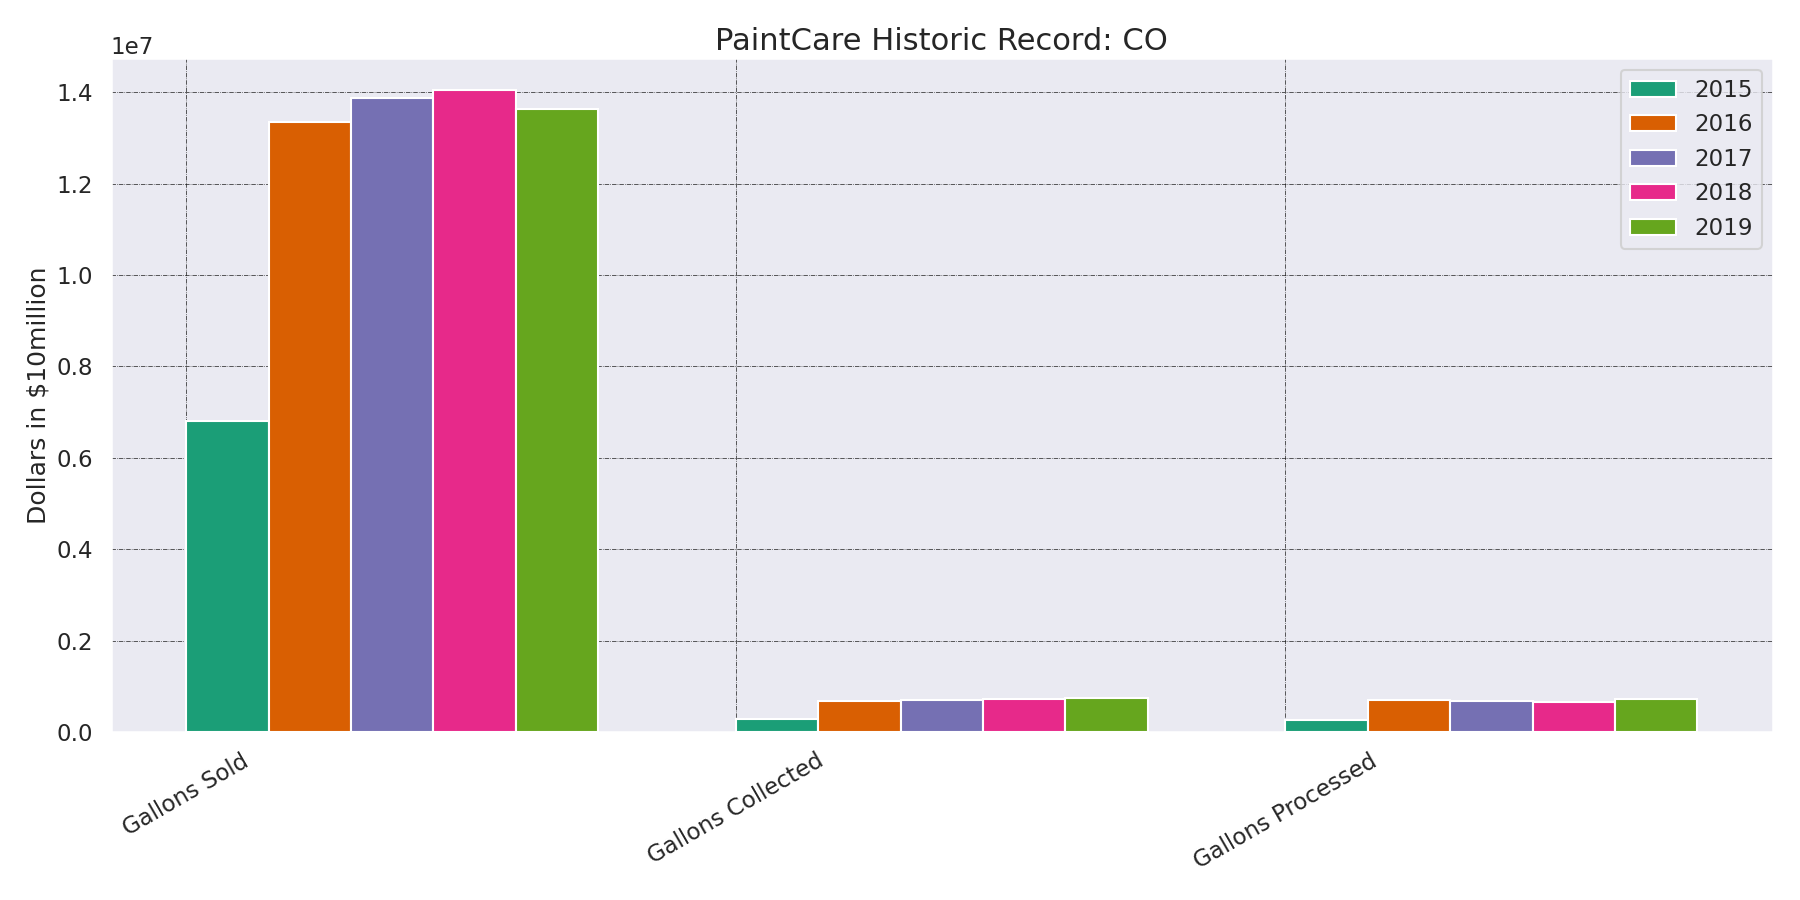 PaintCare Historic Record: CO
1e7
1.4
1.2
1.0
0.8
0.6
0.4
0.2
0.0
Dollars in $10million
2015
2016
2017
2018
2019
Gallons Sold
Gallons Collected
Gallons Processed